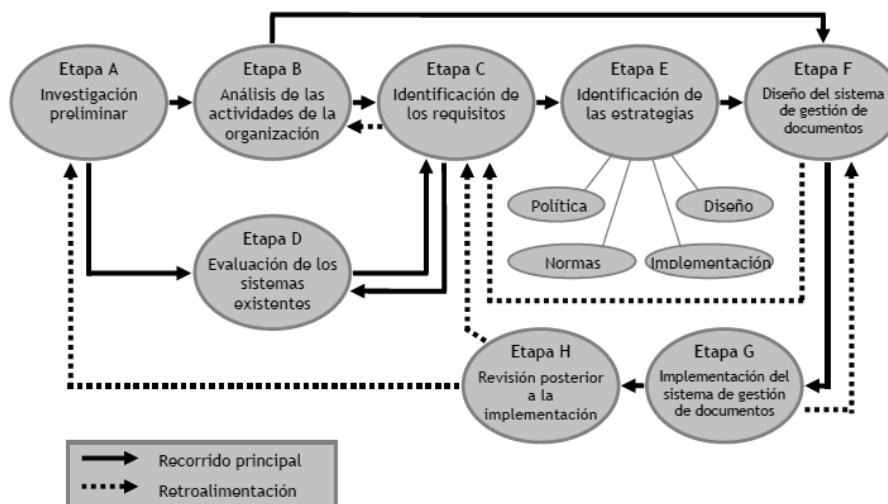 Etapa A
Investigación
preliminar
Etapa B
Análisis de las
actividades de la
organización
Etapa C
Identificación de
los requisitos
Etapa E
Identificación de
las estrategias
Etapa F
Diseño del sistema
de gestión de
documentos
Política
Diseño
Normas
Implementación
Etapa D
Evaluación de los
sistemas
existentes
Etapa H
Revisión posterior
a la
implementación
Etapa G
Implementación del
sistema de gestión
de documentos
Recorrido principal
Retroalimentación